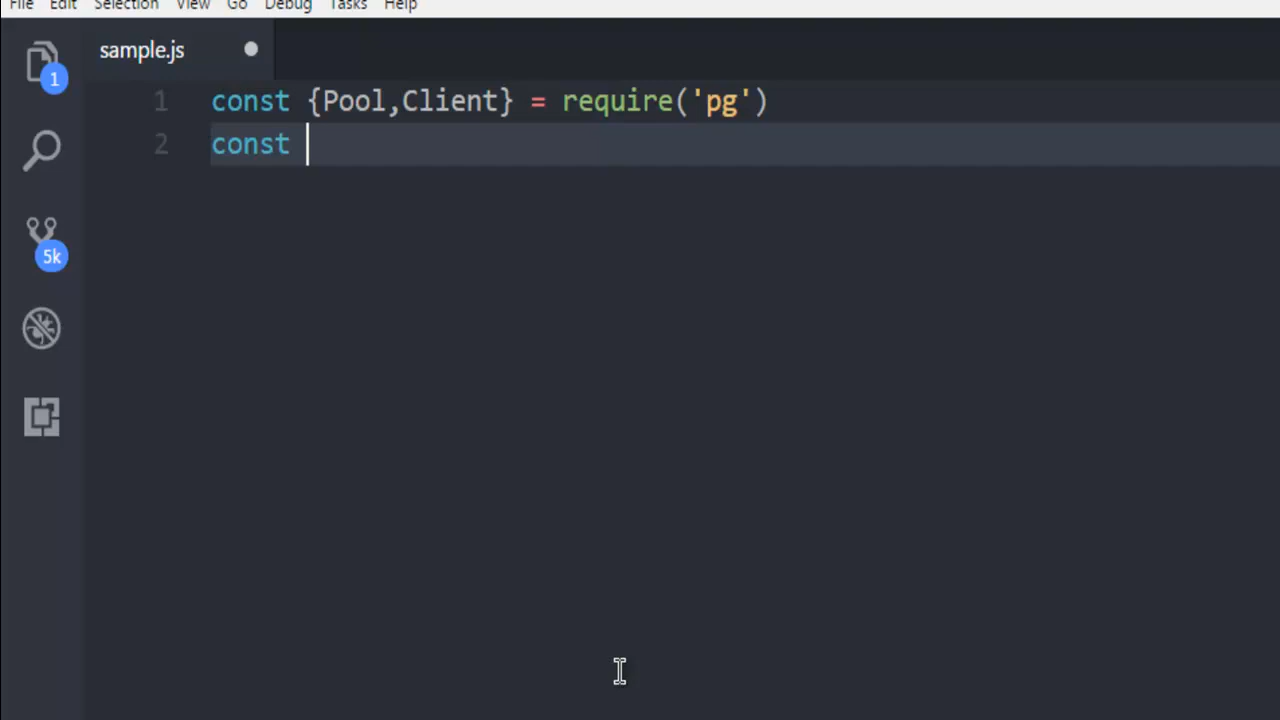 File Edit Selection View Go Debug Tasks Help
sample.js
1
1 const {Pool,Client} = require('pg')
2 const
5k